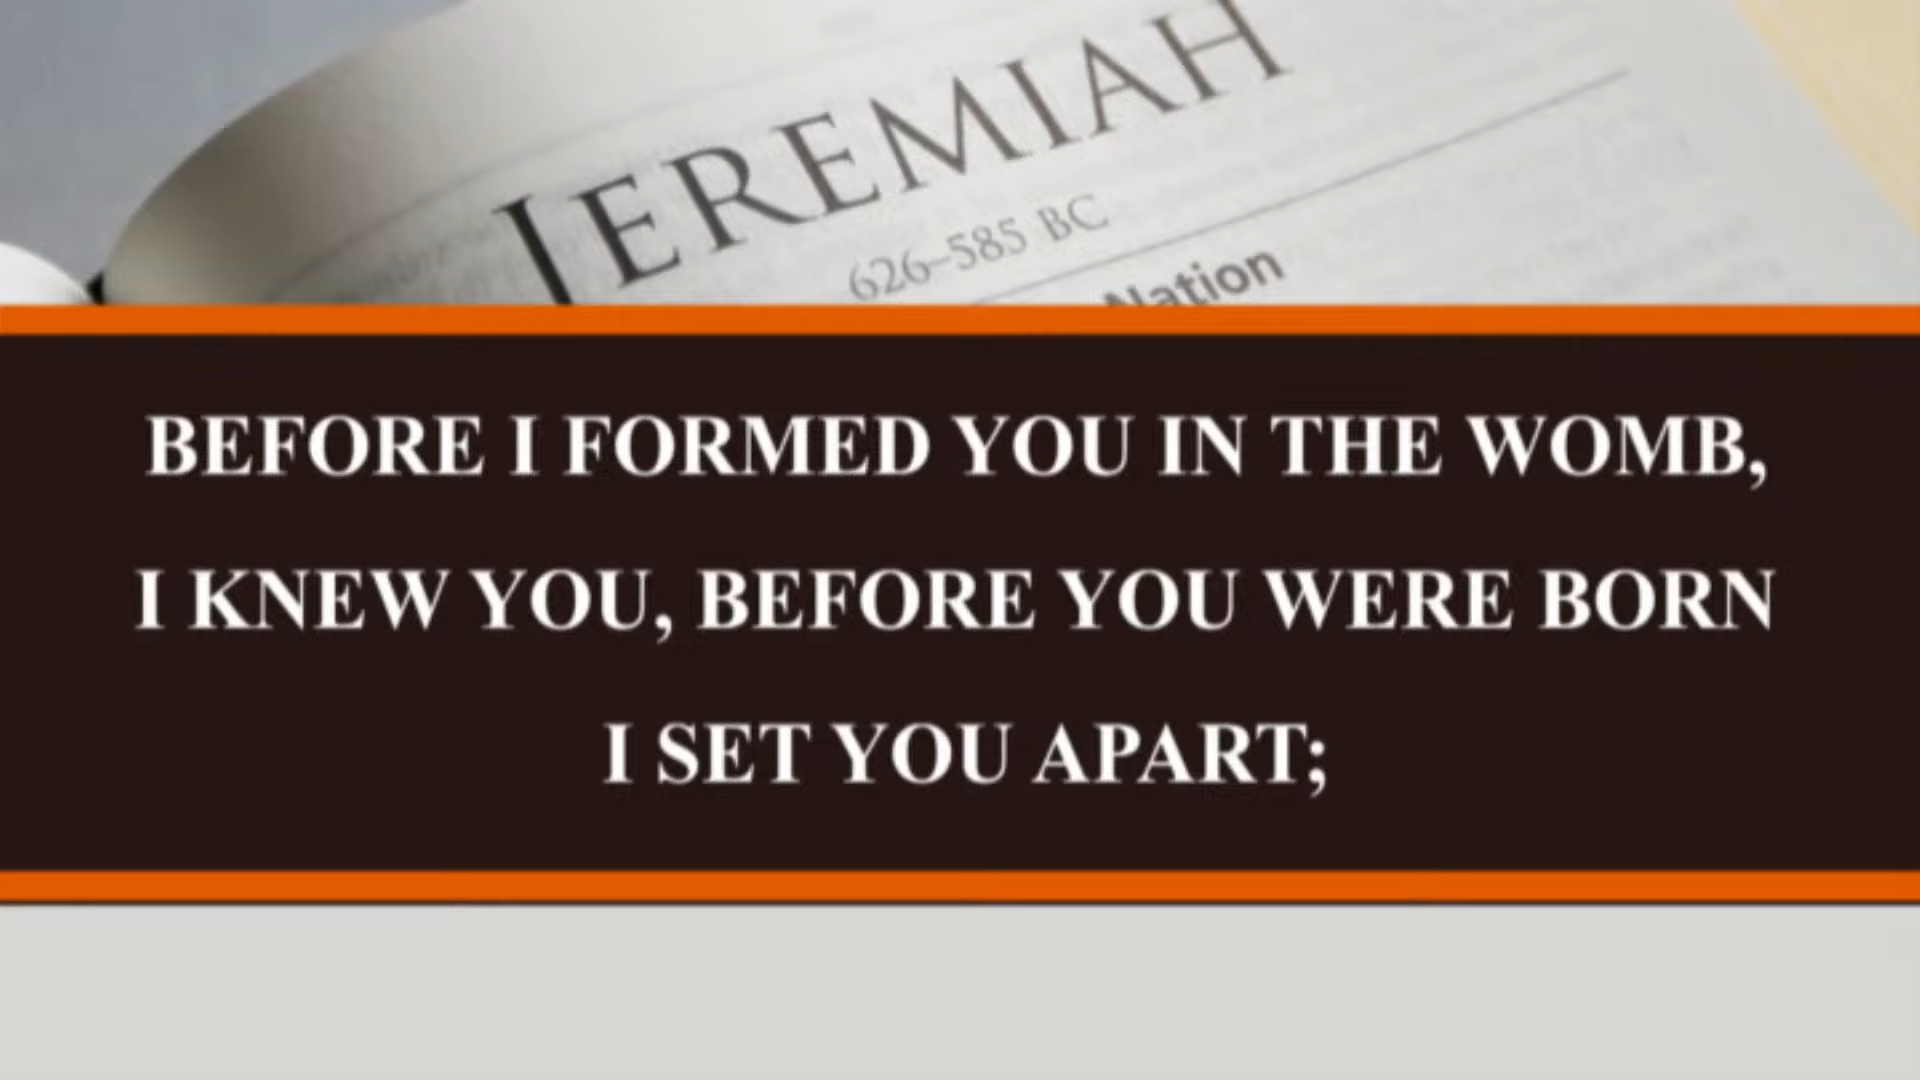 JEREMIAH
626–585 BC
Nation
BEFORE I FORMED YOU IN THE WOMB,
I KNEW YOU, BEFORE YOU WERE BORN
I SET YOU APART;